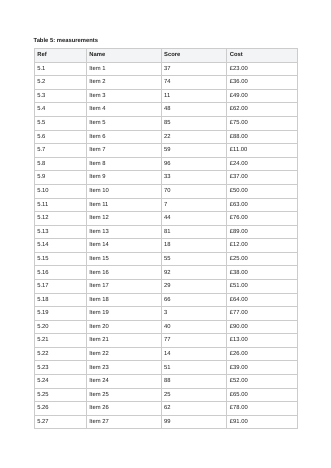 Table 5: measurements
Ref Name Score Cost
5.1 Item 1 37 £23.00
5.2 Item 2 74 £36.00
5.3 Item 3 11 £49.00
5.4 Item 4 48 £62.00
5.5 Item 5 85 £75.00
5.6 Item 6 22 £88.00
5.7 Item 7 59 £11.00
5.8 Item 8 96 £24.00
5.9 Item 9 33 £37.00
5.10 Item 10 70 £50.00
5.11 Item 11 7 £63.00
5.12 Item 12 44 £76.00
5.13 Item 13 81 £89.00
5.14 Item 14 18 £12.00
5.15 Item 15 55 £25.00
5.16 Item 16 92 £38.00
5.17 Item 17 29 £51.00
5.18 Item 18 66 £64.00
5.19 Item 19 3 £77.00
5.20 Item 20 40 £90.00
5.21 Item 21 77 £13.00
5.22 Item 22 14 £26.00
5.23 Item 23 51 £39.00
5.24 Item 24 88 £52.00
5.25 Item 25 25 £65.00
5.26 Item 26 62 £78.00
5.27 Item 27 99 £91.00